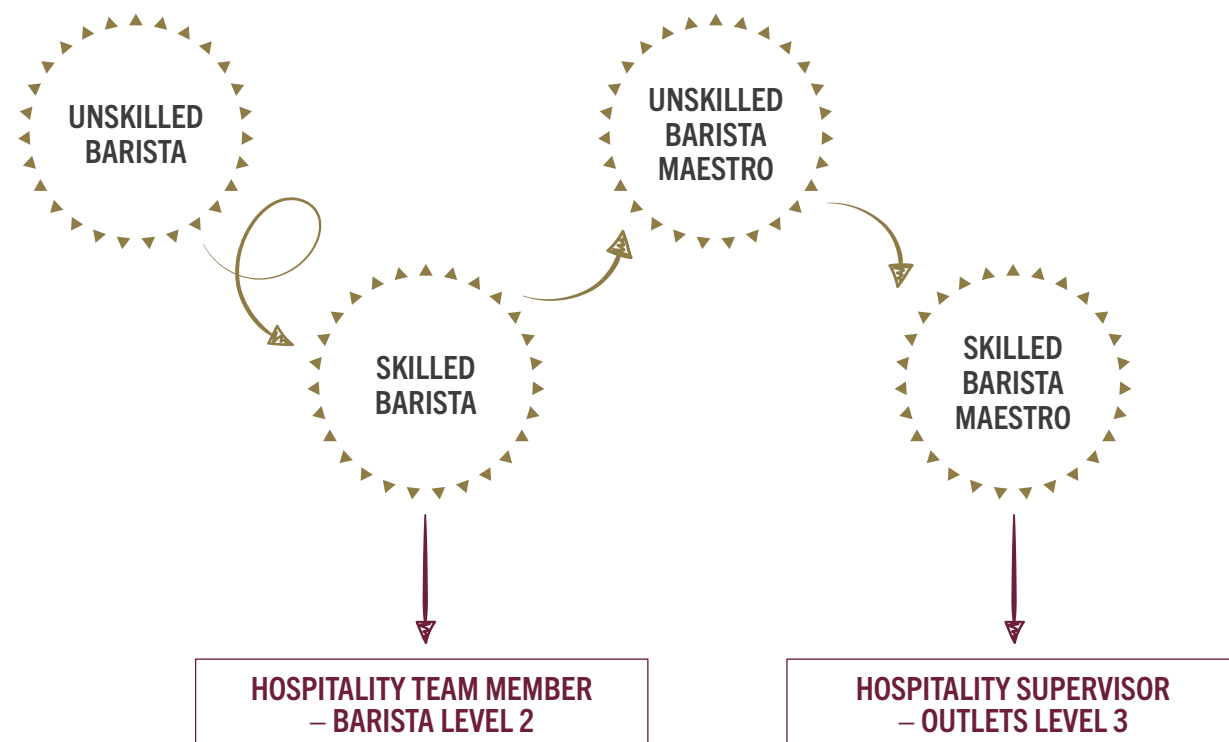 UNSKILLED
BARISTA
UNSKILLED
BARISTA
MAESTRO
SKILLED
BARISTA
SKILLED
BARISTA
MAESTRO
HOSPITALITY TEAM MEMBER
– BARISTA LEVEL 2
HOSPITALITY SUPERVISOR
– OUTLETS LEVEL 3